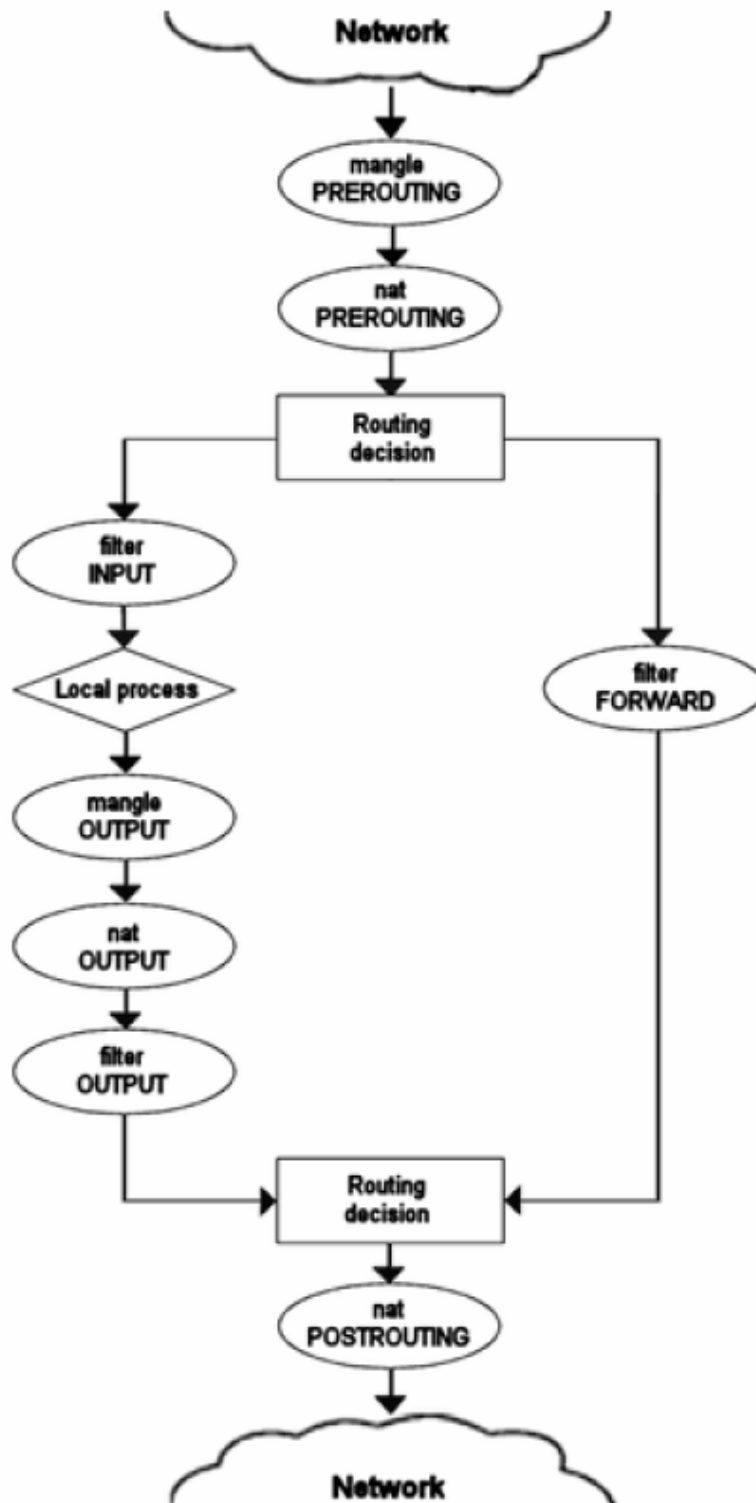 Network
mangle
PREROUTING
nat
PREROUTING
Routing
decision
filter
INPUT
Local process
filter
FORWARD
mangle
OUTPUT
nat
OUTPUT
filter
OUTPUT
Routing
decision
nat
POSTROUTING
Network